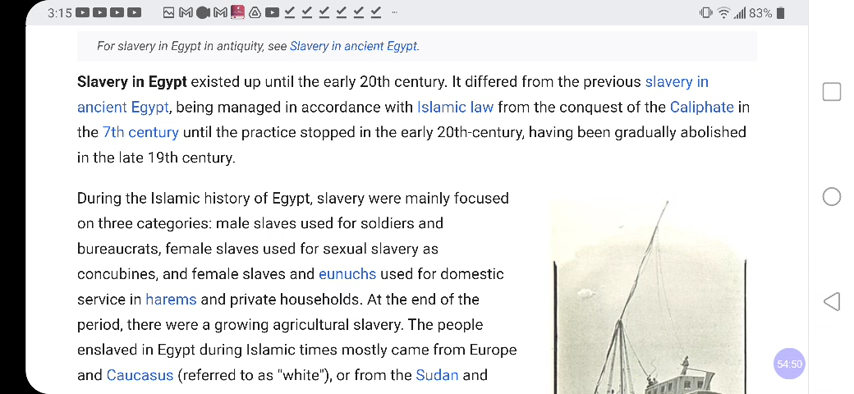 3:15
83%
For slavery in Egypt in antiquity, see Slavery in ancient Egypt.
Slavery in Egypt existed up until the early 20th century. It differed from the previous slavery in
ancient Egypt, being managed in accordance with Islamic law from the conquest of the Caliphate in
the 7th century until the practice stopped in the early 20th-century, having been gradually abolished
in the late 19th century.
During the Islamic history of Egypt, slavery were mainly focused
on three categories: male slaves used for soldiers and
bureaucrats, female slaves used for sexual slavery as
concubines, and female slaves and eunuchs used for domestic
service in harems and private households. At the end of the
period, there were a growing agricultural slavery. The people
enslaved in Egypt during Islamic times mostly came from Europe
and Caucasus (referred to as "white"), or from the Sudan and
54:50